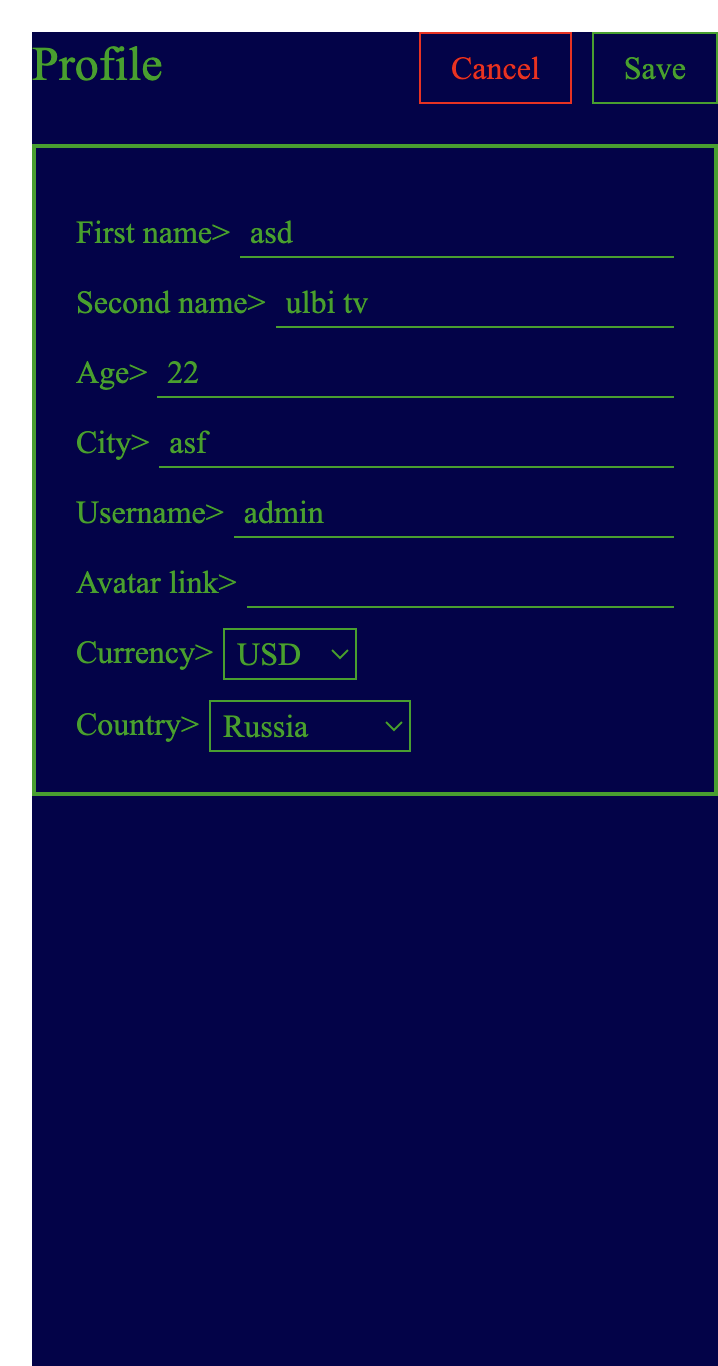 Profile Cancel Save
First name> asd
Second name> ulbi tv
Age> 22
City> asf
Username> admin
Avatar link>
Currency> USD
Country> Russia